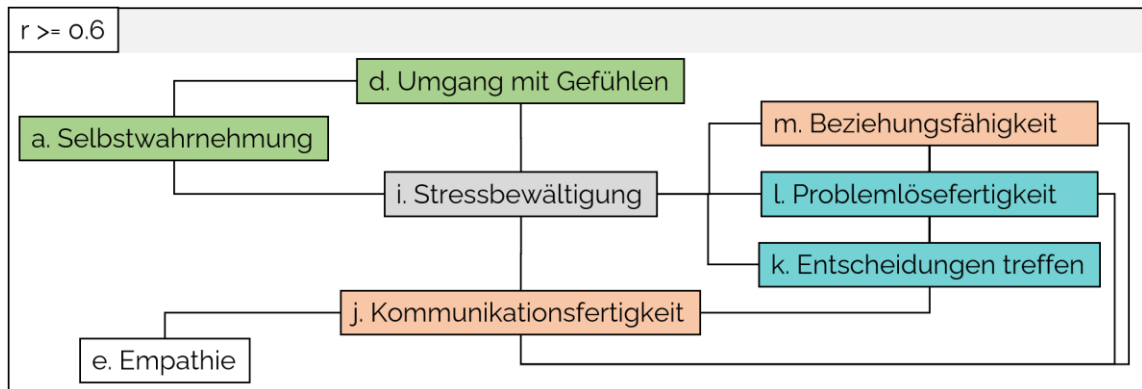 r >= 0.6
d. Umgang mit Gefühlen
a. Selbstwahrnehmung
m. Beziehungsfähigkeit
i. Stressbewältigung
l. Problemlösefertigkeit
k. Entscheidungen treffen
j. Kommunikationsfertigkeit
e. Empathie